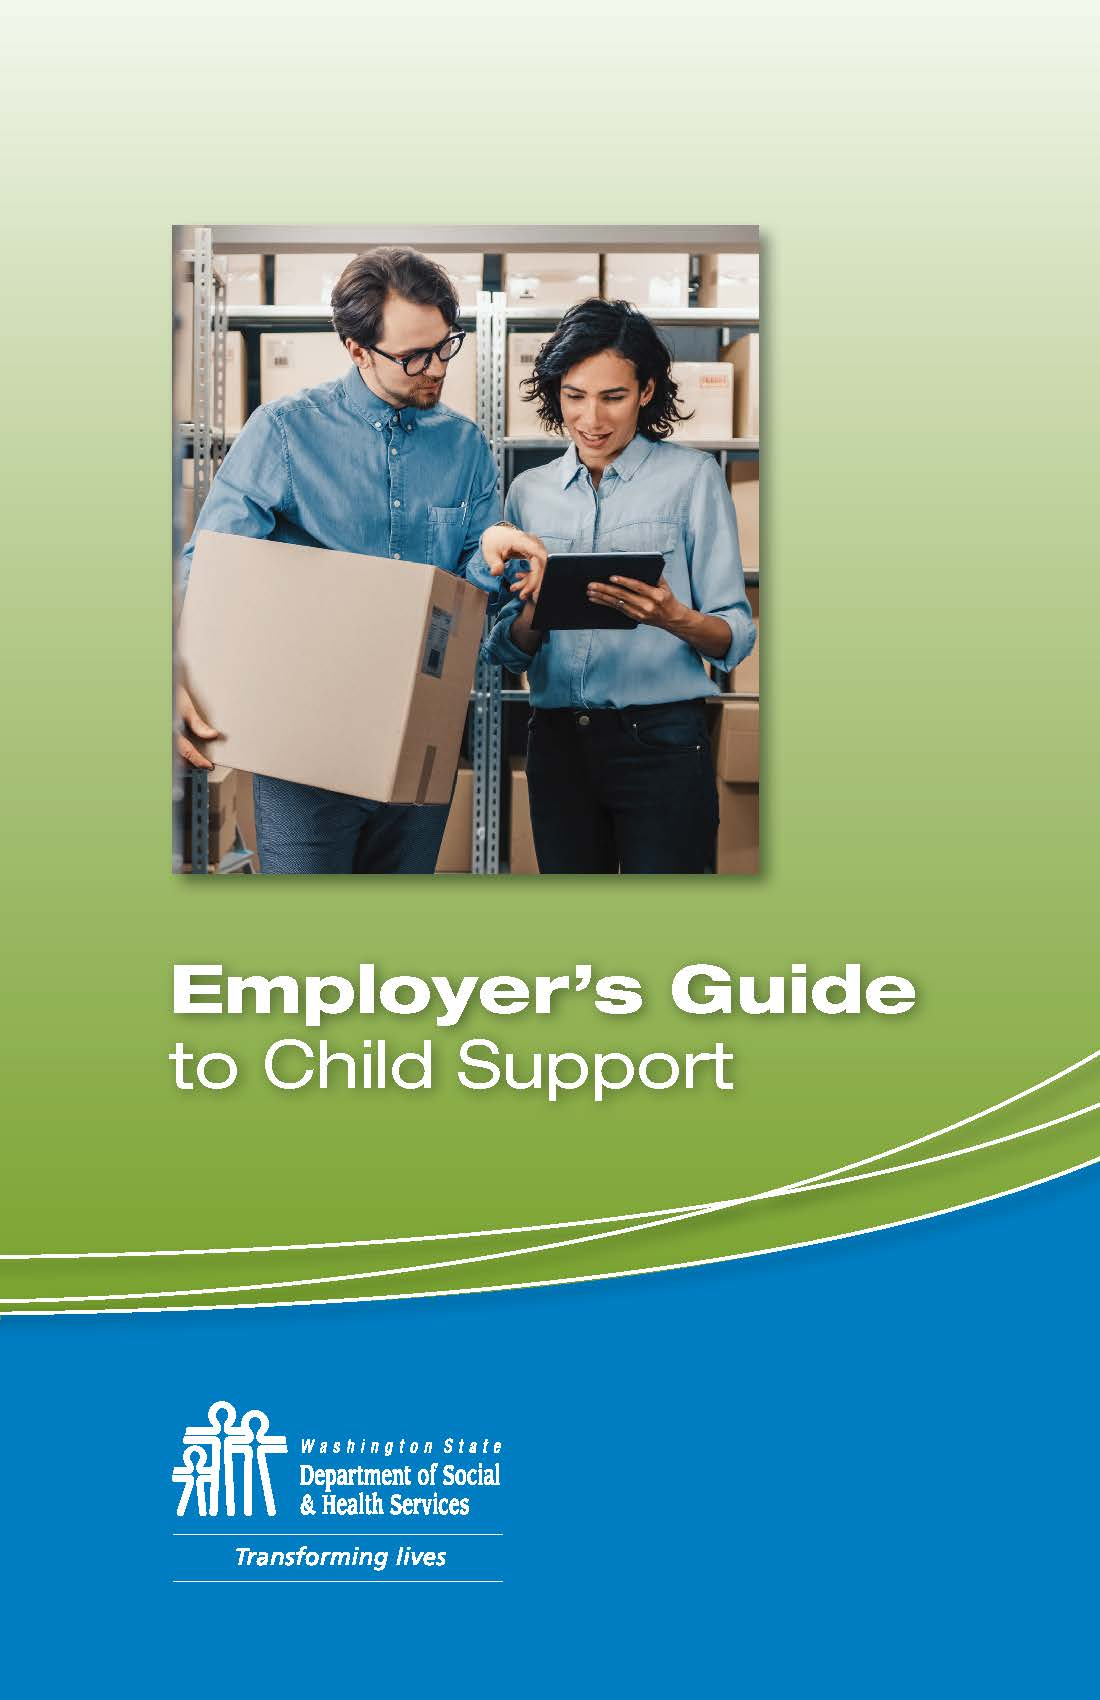 Employer’s Guide
to Child Support
Washington State
Department of Social
& Health Services
Transforming lives